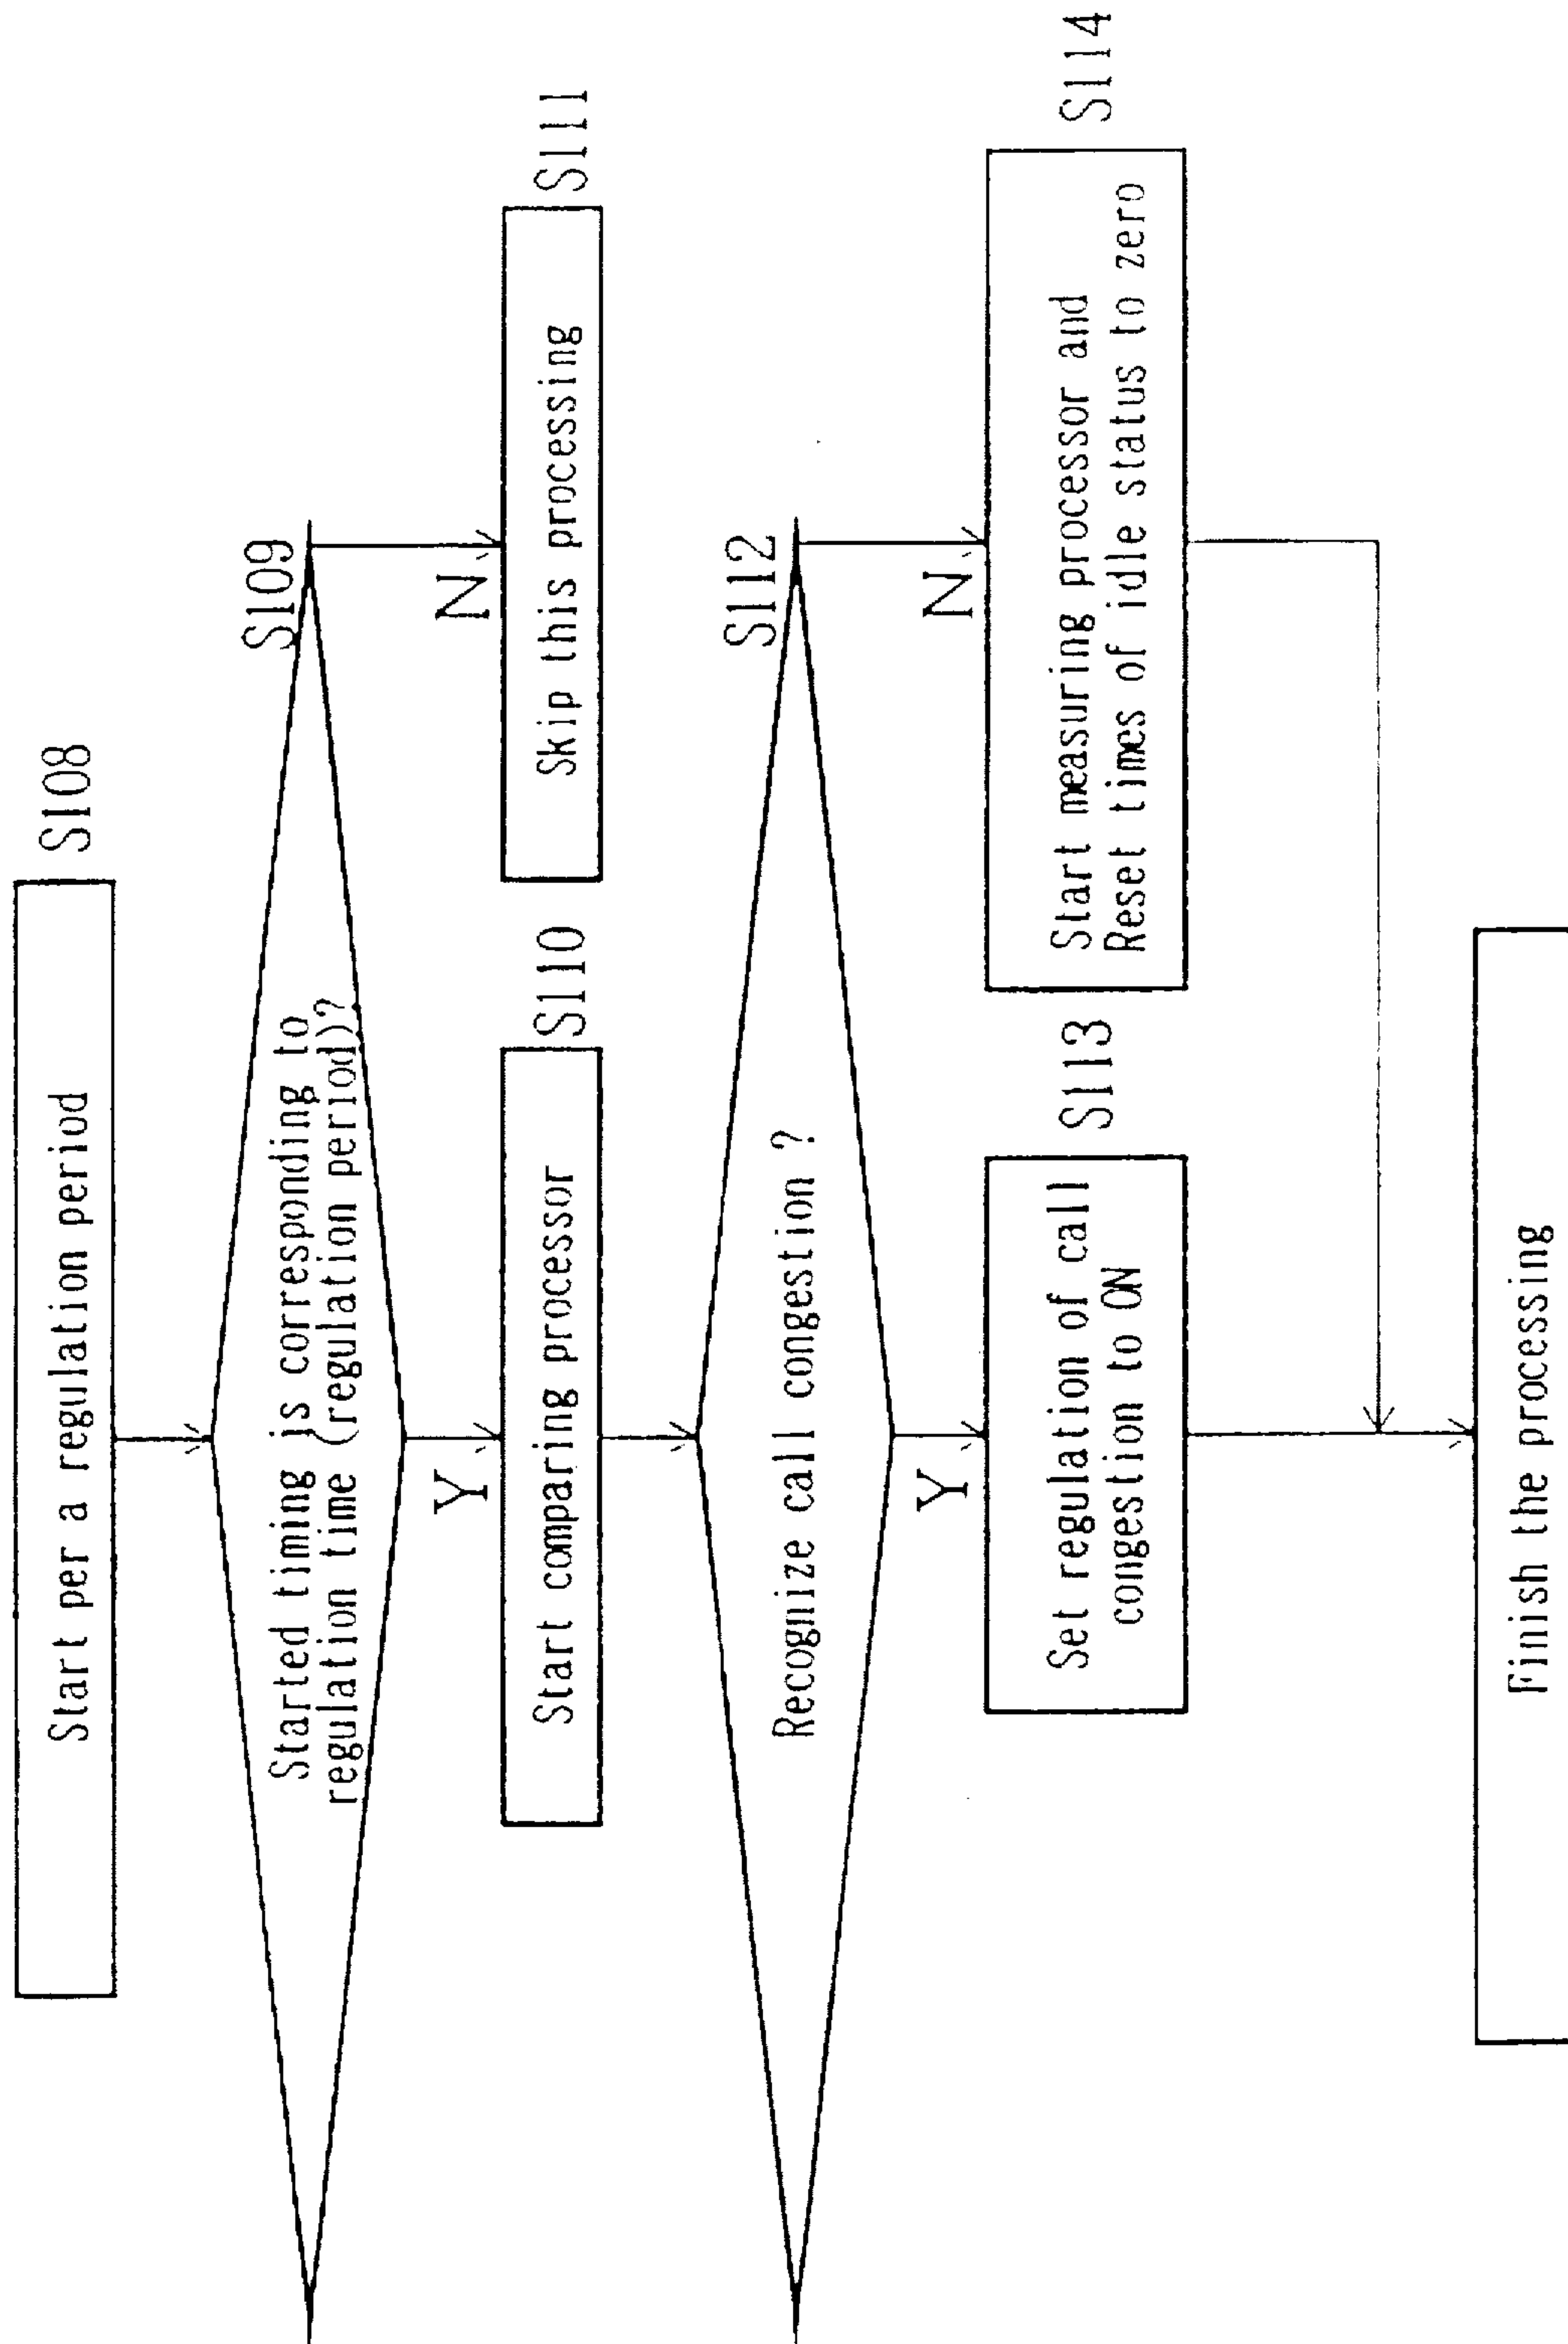 Start per a regulation period
S108
Started timing is corresponding to
regulation time (regulation period)?
S109
Y
N
Start comparing processor
S110
Skip this processing
S111
Recognize call congestion ?
S112
Y
N
Set regulation of call
congestion to ON
S113
Start measuring processor and
Reset times of idle status to zero
S114
Finish the processing